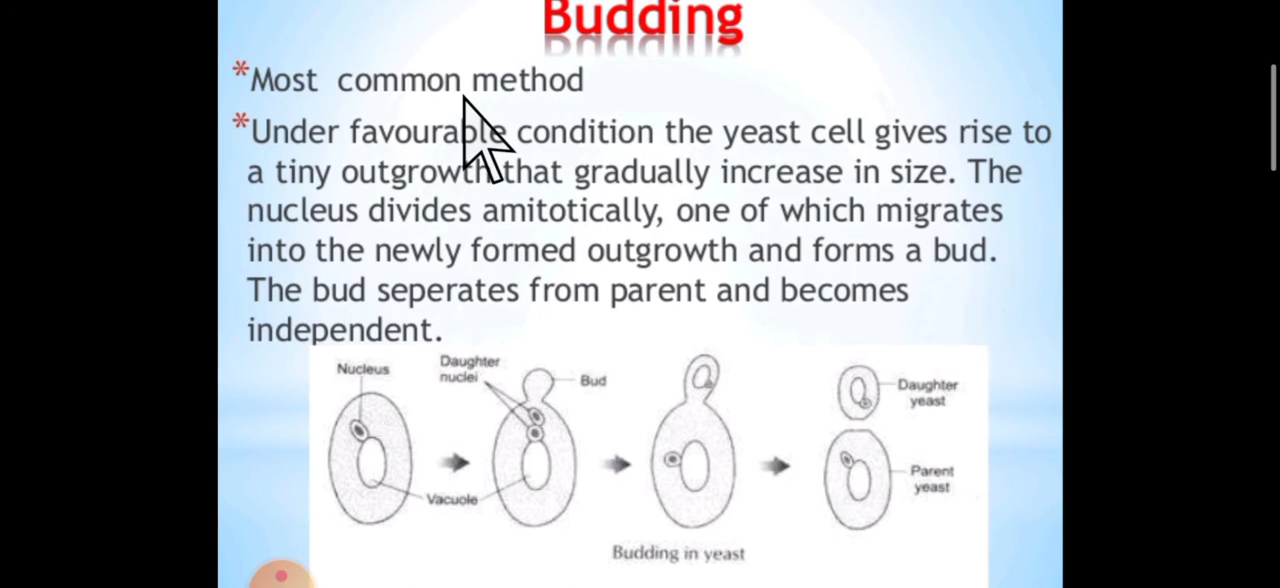 Budding
*Most common method
*Under favourable condition the yeast cell gives rise to
a tiny outgrowth that gradually increase in size. The
nucleus divides amitotically, one of which migrates
into the newly formed outgrowth and forms a bud.
The bud seperates from parent and becomes
independent.
Nucleus
Daughter
nuclei
Bud
Vacuole
Daughter
yeast
Parent
yeast
Budding in yeast